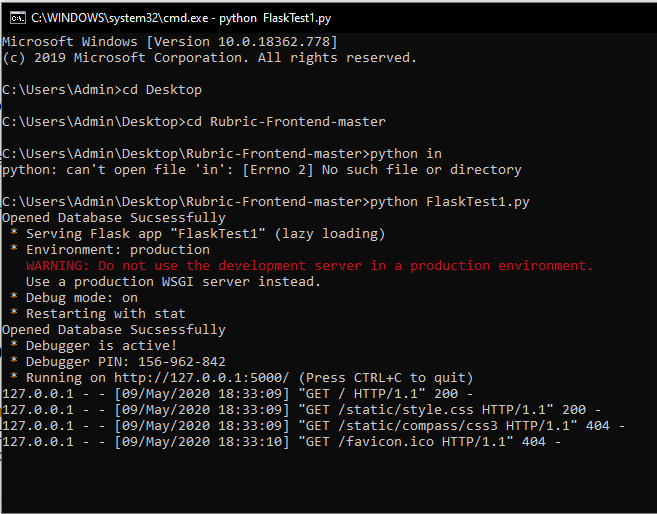 C:\WINDOWS\system32\cmd.exe - python  FlaskTest1.py
Microsoft Windows [Version 10.0.18362.778]
(c) 2019 Microsoft Corporation. All rights reserved.
C:\Users\Admin>cd Desktop
C:\Users\Admin\Desktop>cd Rubric-Frontend-master
C:\Users\Admin\Desktop\Rubric-Frontend-master>python in
python: can't open file 'in': [Errno 2] No such file or directory
C:\Users\Admin\Desktop\Rubric-Frontend-master>python FlaskTest1.py
Opened Database Sucsessfully
 * Serving Flask app "FlaskTest1" (lazy loading)
 * Environment: production
   WARNING: Do not use the development server in a production environment.
   Use a production WSGI server instead.
 * Debug mode: on
 * Restarting with stat
Opened Database Sucsessfully
 * Debugger is active!
 * Debugger PIN: 156-962-842
 * Running on http://127.0.0.1:5000/ (Press CTRL+C to quit)
127.0.0.1 - - [09/May/2020 18:33:09] "GET / HTTP/1.1" 200 -
127.0.0.1 - - [09/May/2020 18:33:09] "GET /static/style.css HTTP/1.1" 200 -
127.0.0.1 - - [09/May/2020 18:33:09] "GET /static/compass/css3 HTTP/1.1" 404 -
127.0.0.1 - - [09/May/2020 18:33:10] "GET /favicon.ico HTTP/1.1" 404 -